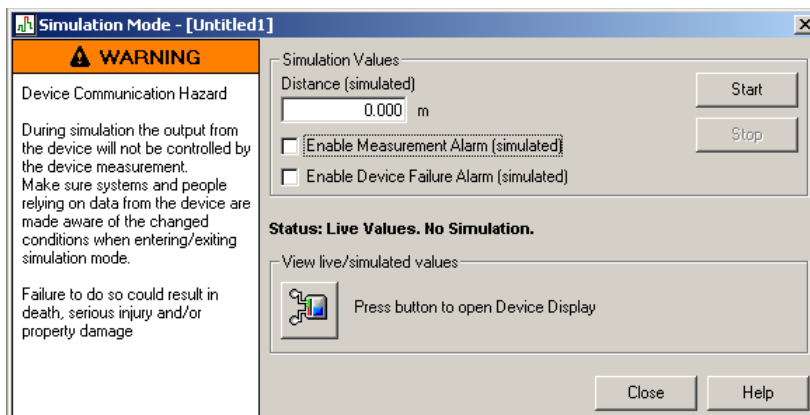 Simulation Mode - [Untitled1]
WARNING
Device Communication Hazard
During simulation the output from
the device will not be controlled by
the device measurement.
Make sure systems and people
relying on data from the device are
made aware of the changed
conditions when entering/exiting
simulation mode.
Failure to do so could result in
death, serious injury and/or
property damage
Simulation Values
Distance (simulated)
0.000 m
Enable Measurement Alarm (simulated)
Enable Device Failure Alarm (simulated)
Start
Stop
Status: Live Values. No Simulation.
View live/simulated values
Press button to open Device Display
Close
Help